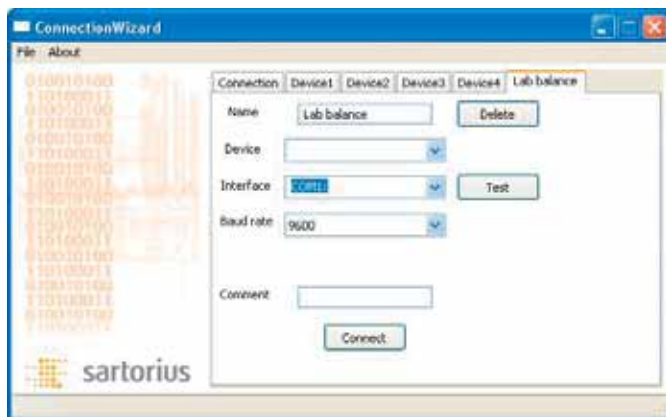 ConnectionWizard
File About
Connection Device1 Device2 Device3 Device4 Lab balance
Name Lab balance Delete
Device
Interface COM1: Test
Baud rate 9600
Comment
Connect
sartorius